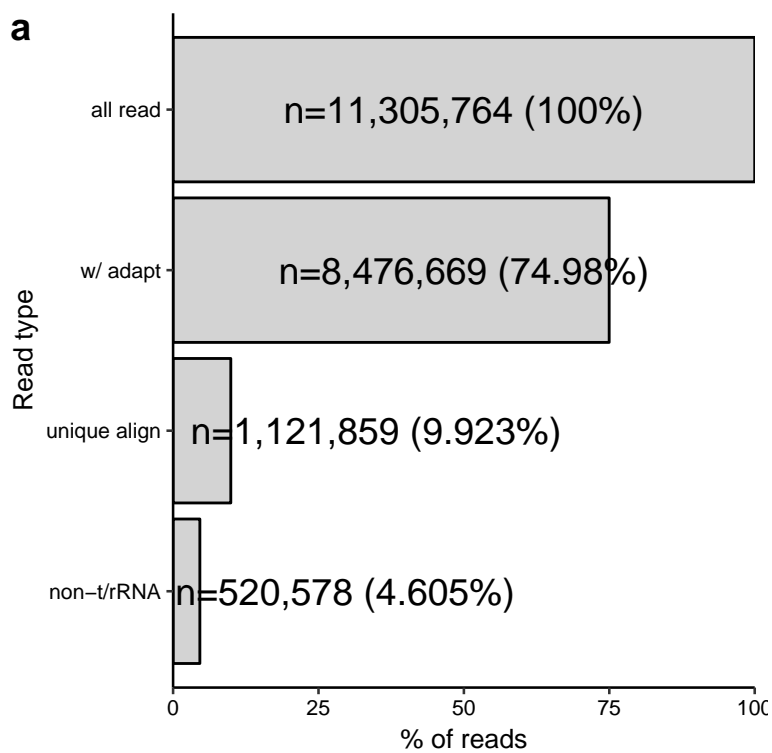 a
Read type
all read
n=11,305,764 (100%)
w/ adapt
n=8,476,669 (74.98%)
unique align
n=1,121,859 (9.923%)
non−t/rRNA
n=520,578 (4.605%)
0 25 50 75 100
% of reads